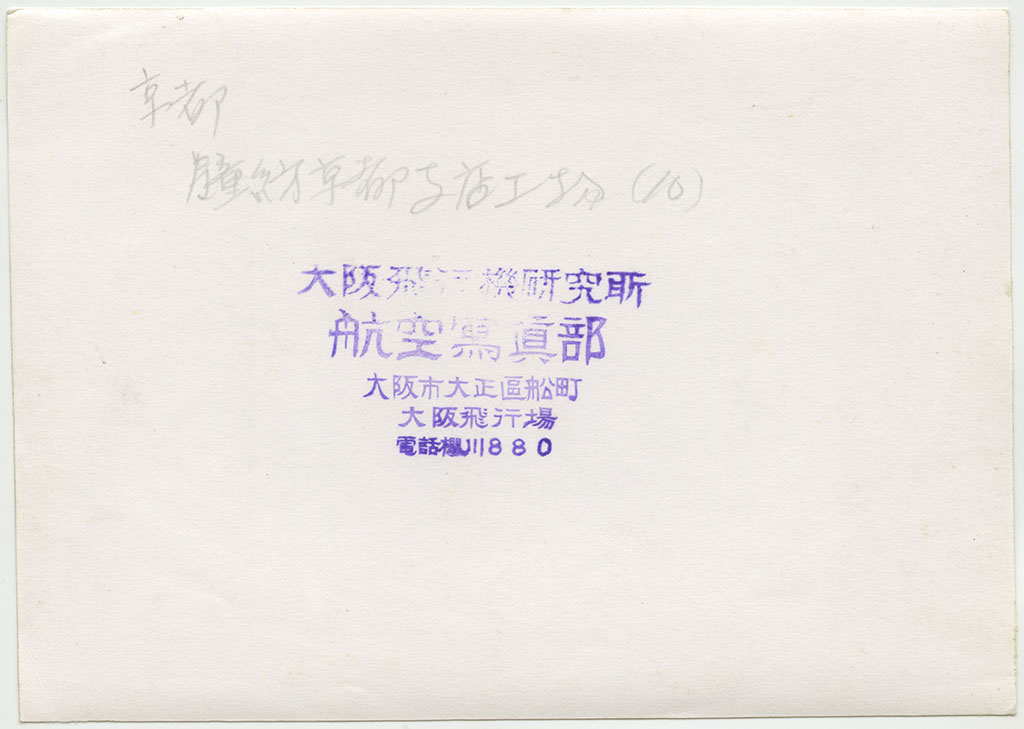 京都
鐘紡京都支店工場 (10)
大阪飛行機研究所
航空寫眞部
大阪市大正區船町
大阪飛行場
電話櫻川880